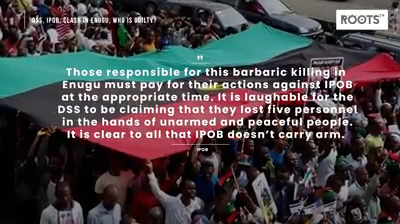 DSS, IPOB, CLASH IN ENUGU, WHO IS GUILTY?
ROOTS TV
"
Those responsible for this barbaric killing in
Enugu must pay for their actions against IPOB
at the appropriate time. It is laughable for the
DSS to be claiming that they lost five personnel
in the hands of unarmed and peaceful people.
It is clear to all that IPOB doesn't carry arm.
IPOB